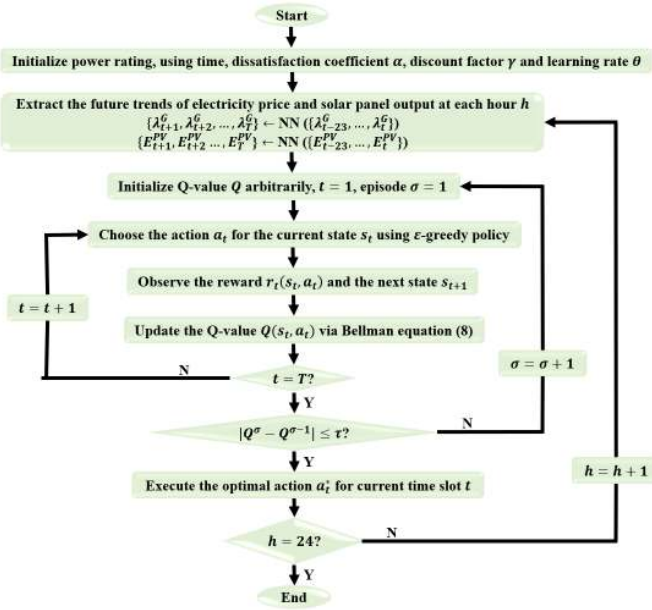 Start
Initialize power rating, using time, dissatisfaction coefficient α, discount factor γ and learning rate θ
Extract the future trends of electricity price and solar panel output at each hour h
{λ^G_{t+1}, λ^G_{t+2}, ..., λ^G_T} ← NN ({λ^G_{t−23}, ..., λ^G_t})
{E^{PV}_{t+1}, E^{PV}_{t+2} ..., E^{PV}_T} ← NN ({E^{PV}_{t−23}, ..., E^{PV}_t})
Initialize Q-value Q arbitrarily, t = 1, episode σ = 1
Choose the action a_t for the current state s_t using ε-greedy policy
Observe the reward r_t(s_t, a_t) and the next state s_{t+1}
t = t + 1
Update the Q-value Q(s_t, a_t) via Bellman equation (8)
N
t = T?
σ = σ + 1
Y
|Q^σ − Q^{σ−1}| ≤ τ?
N
Y
h = h + 1
Execute the optimal action a^*_t for current time slot t
h = 24?
N
Y
End